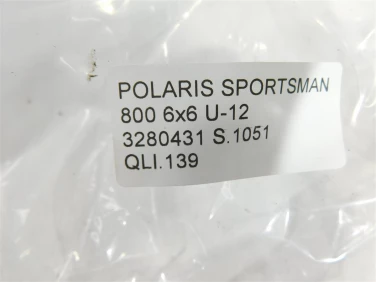 POLARIS SPORTSMAN
800 6x6 U-12
3280431 S.1051
QLI.139